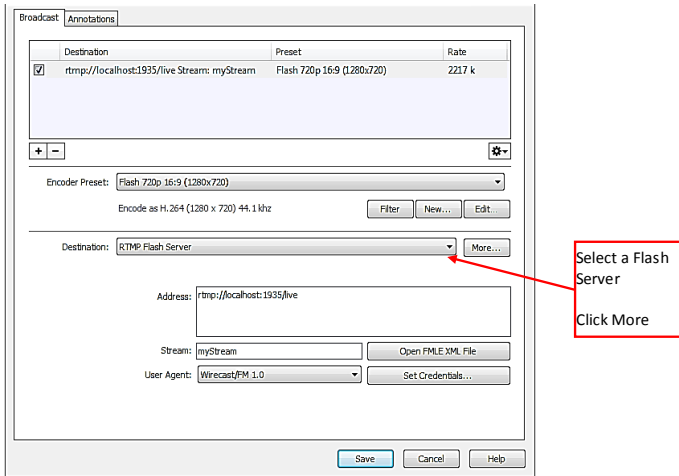 Broadcast Annotations
Destination Preset Rate
rtmp://localhost:1935/live Stream: myStream Flash 720p 16:9 (1280x720) 2217 k
+ −
Encoder Preset: Flash 720p 16:9 (1280x720)
Encode as H.264 (1280 x 720) 44.1 khz Filter New... Edit...
Destination: RTMP Flash Server More...
Select a Flash
Server
Click More
Address: rtmp://localhost:1935/live
Stream: myStream Open FMLE XML File
User Agent: Wirecast/FM 1.0 Set Credentials...
Save Cancel Help